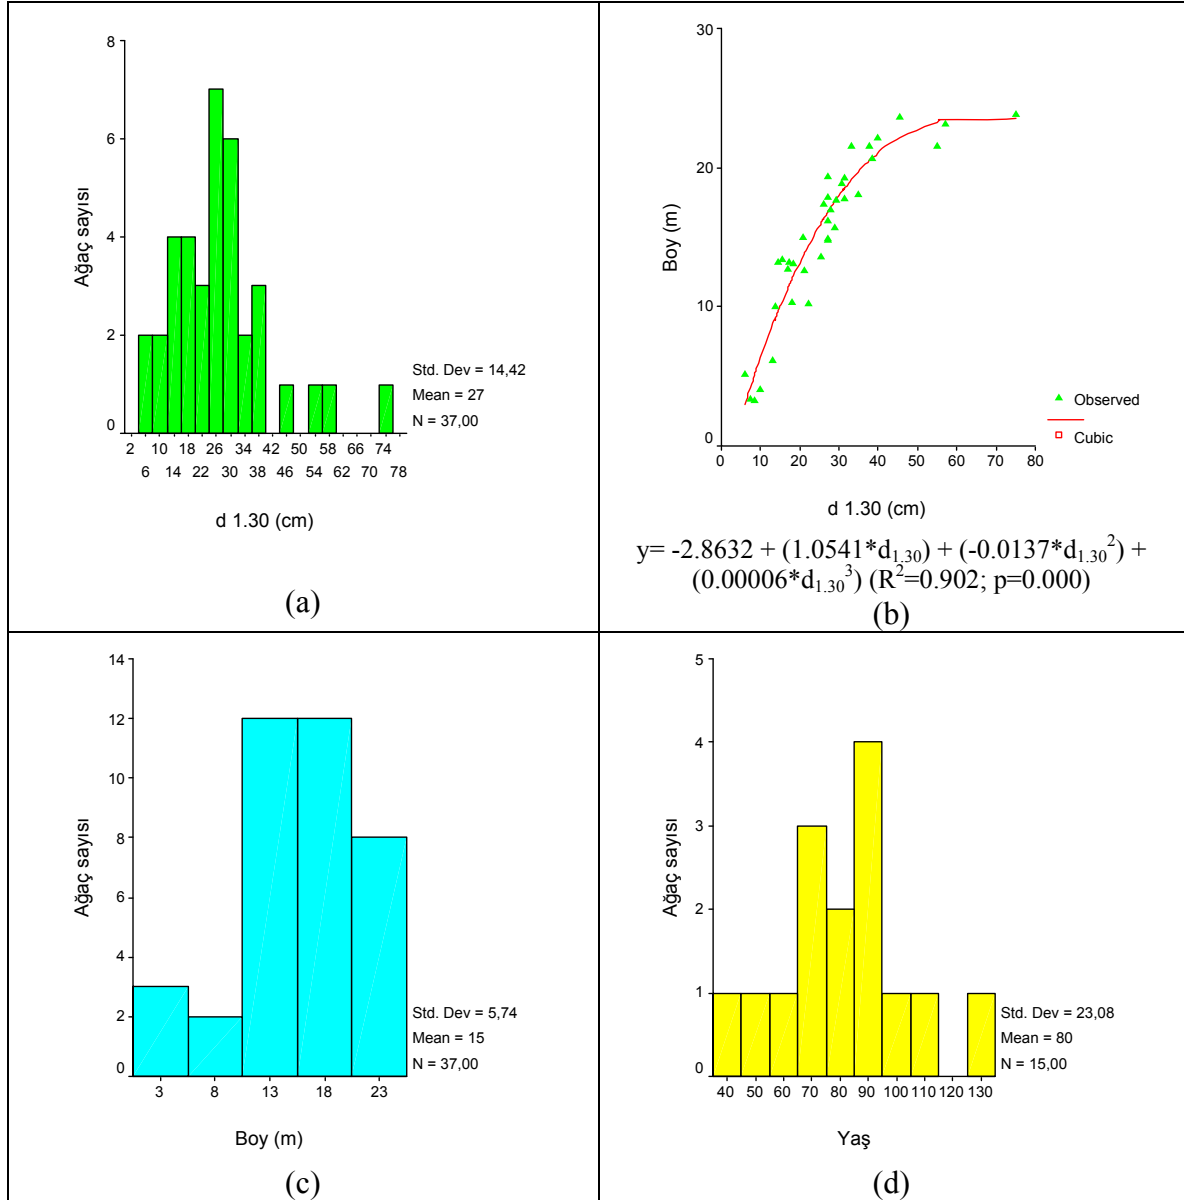 8
6
4
2
0
Ağaç sayısı
2 10 18 26 34 42 50 58 66 74
6 14 22 30 38 46 54 62 70 78
d 1.30 (cm)
Std. Dev = 14,42
Mean = 27
N = 37,00
(a)
30
20
10
0
Boy (m)
0 10 20 30 40 50 60 70 80
d 1.30 (cm)
Observed
Cubic
y= -2.8632 + (1.0541*d1.30) + (-0.0137*d1.30²) +
(0.00006*d1.30³) (R²=0.902; p=0.000)
(b)
14
12
10
8
6
4
2
0
Ağaç sayısı
3 8 13 18 23
Boy (m)
Std. Dev = 5,74
Mean = 15
N = 37,00
(c)
5
4
3
2
1
0
Ağaç sayısı
40 50 60 70 80 90 100 110 120 130
Yaş
Std. Dev = 23,08
Mean = 80
N = 15,00
(d)